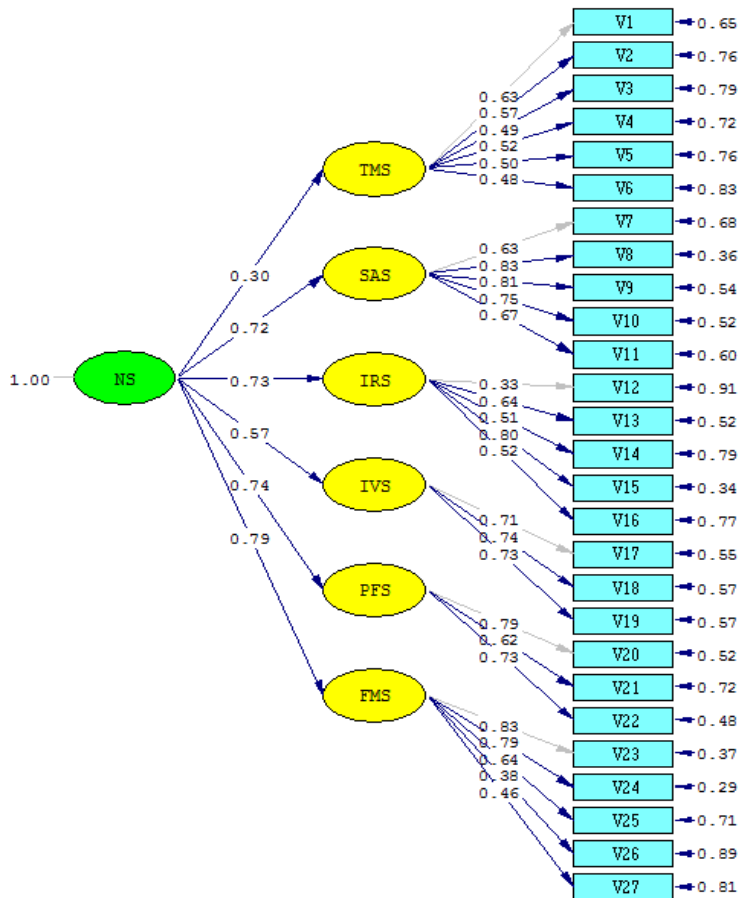 V1 0.65
V2 0.76
0.63 V3 0.79
0.57
0.49 V4 0.72
0.52
0.50 V5 0.76
TMS 0.48
V6 0.83
V7 0.68
0.63 V8 0.36
0.30 SAS 0.83
0.81 V9 0.54
0.75
0.67 V10 0.52
0.72 V11 0.60
1.00 NS 0.73 IRS 0.33 V12 0.91
0.64
0.51 V13 0.52
0.57 0.80 V14 0.79
0.52
0.74 IVS V15 0.34
0.71 V16 0.77
0.79 0.74
0.73 V17 0.55
PFS V18 0.57
0.79 V19 0.57
0.62
0.73 V20 0.52
FMS V21 0.72
0.83 V22 0.48
0.79 V23 0.37
0.64
0.38 V24 0.29
0.46
V25 0.71
V26 0.89
V27 0.81